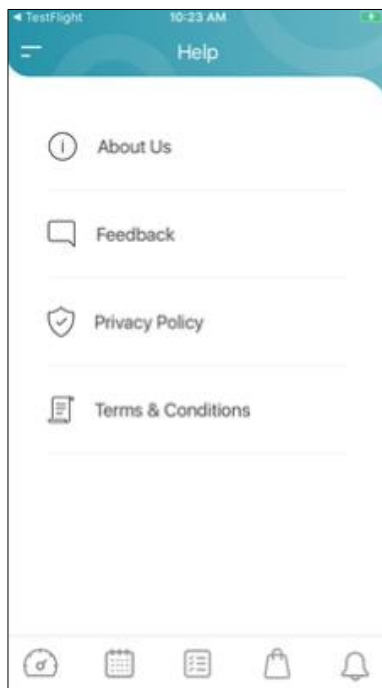 TestFlight 10:23 AM
Help
About Us
Feedback
Privacy Policy
Terms & Conditions